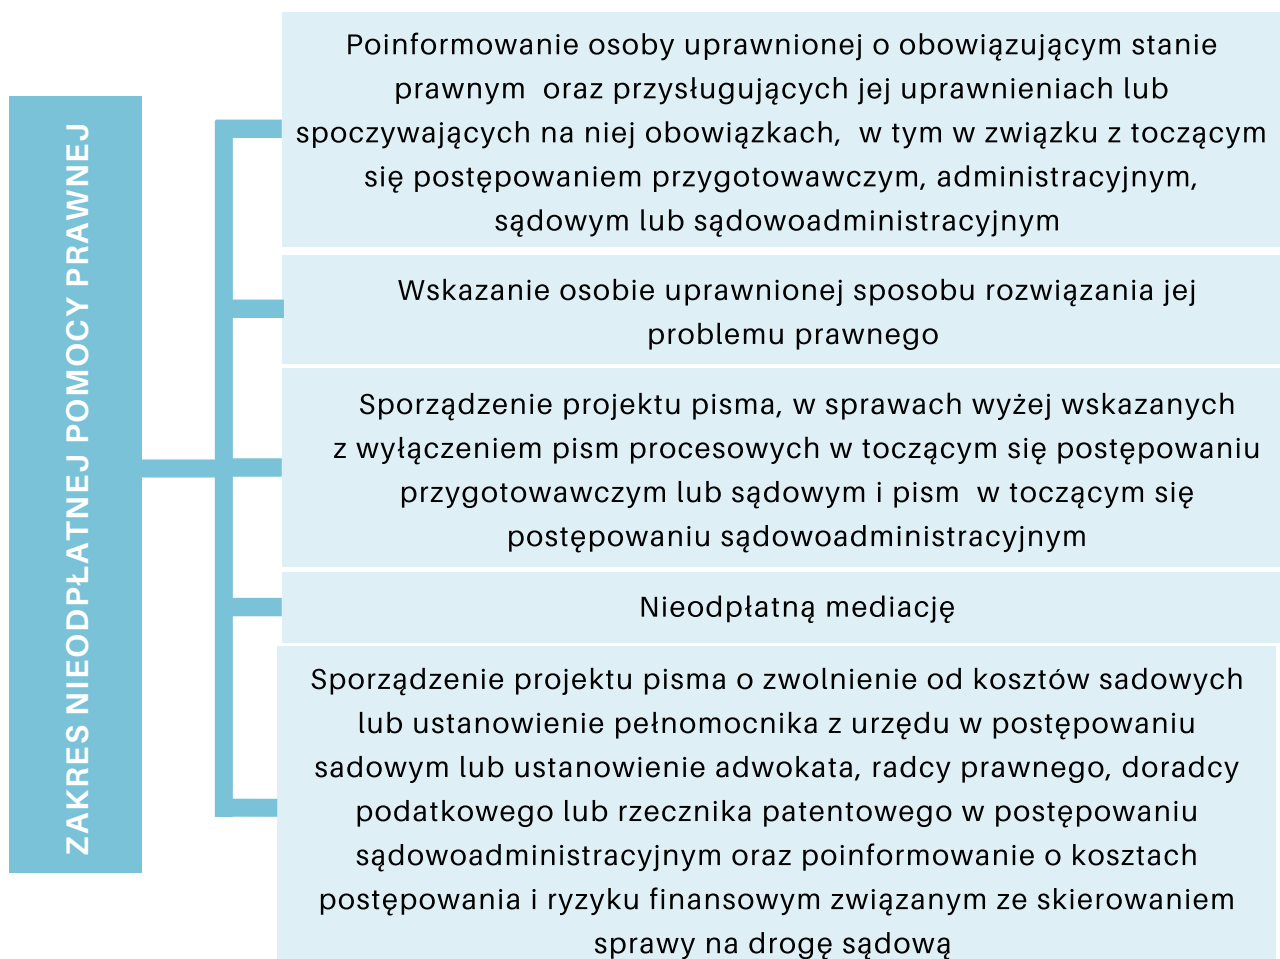 ZAKRES NIEODPŁATNEJ POMOCY PRAWNEJ
Poinformowanie osoby uprawnionej o obowiązującym stanie
prawnym oraz przysługujących jej uprawnieniach lub
spoczywających na niej obowiązkach, w tym w związku z toczącym
się postępowaniem przygotowawczym, administracyjnym,
sądowym lub sądowoadministracyjnym
Wskazanie osobie uprawnionej sposobu rozwiązania jej
problemu prawnego
Sporządzenie projektu pisma, w sprawach wyżej wskazanych
z wyłączeniem pism procesowych w toczącym się postępowaniu
przygotowawczym lub sądowym i pism w toczącym się
postępowaniu sądowoadministracyjnym
Nieodpłatną mediację
Sporządzenie projektu pisma o zwolnienie od kosztów sadowych
lub ustanowienie pełnomocnika z urzędu w postępowaniu
sadowym lub ustanowienie adwokata, radcy prawnego, doradcy
podatkowego lub rzecznika patentowego w postępowaniu
sądowoadministracyjnym oraz poinformowanie o kosztach
postępowania i ryzyku finansowym związanym ze skierowaniem
sprawy na drogę sądową